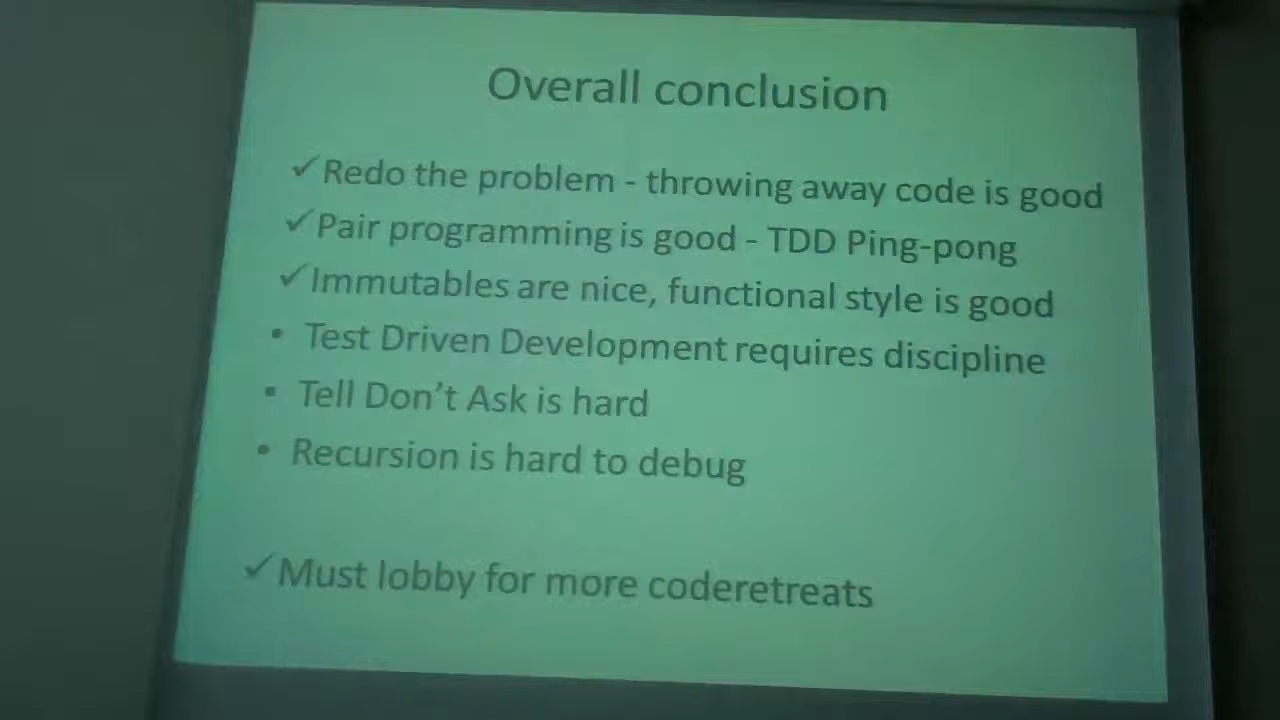 Overall conclusion
✓Redo the problem - throwing away code is good
✓Pair programming is good - TDD Ping-pong
✓Immutables are nice, functional style is good
• Test Driven Development requires discipline
• Tell Don't Ask is hard
• Recursion is hard to debug
✓Must lobby for more coderetreats